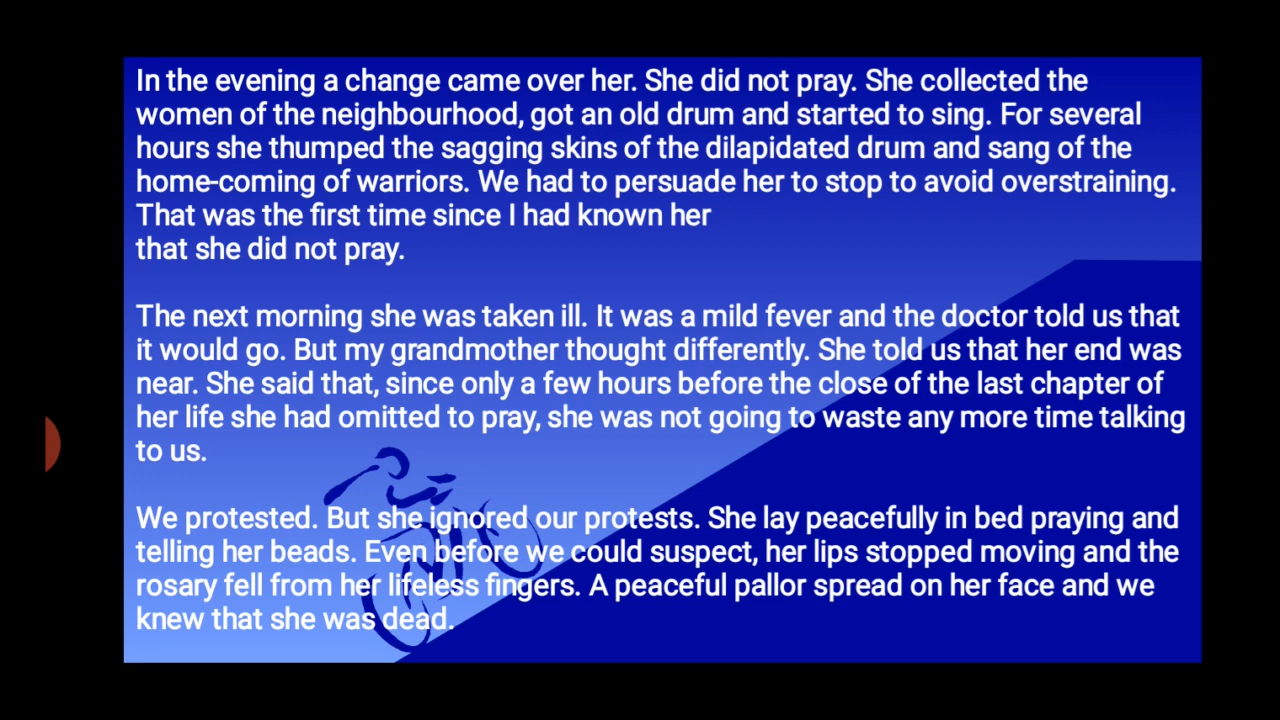 In the evening a change came over her. She did not pray. She collected the
women of the neighbourhood, got an old drum and started to sing. For several
hours she thumped the sagging skins of the dilapidated drum and sang of the
home-coming of warriors. We had to persuade her to stop to avoid overstraining.
That was the first time since I had known her
that she did not pray.
The next morning she was taken ill. It was a mild fever and the doctor told us that
it would go. But my grandmother thought differently. She told us that her end was
near. She said that, since only a few hours before the close of the last chapter of
her life she had omitted to pray, she was not going to waste any more time talking
to us.
We protested. But she ignored our protests. She lay peacefully in bed praying and
telling her beads. Even before we could suspect, her lips stopped moving and the
rosary fell from her lifeless fingers. A peaceful pallor spread on her face and we
knew that she was dead.